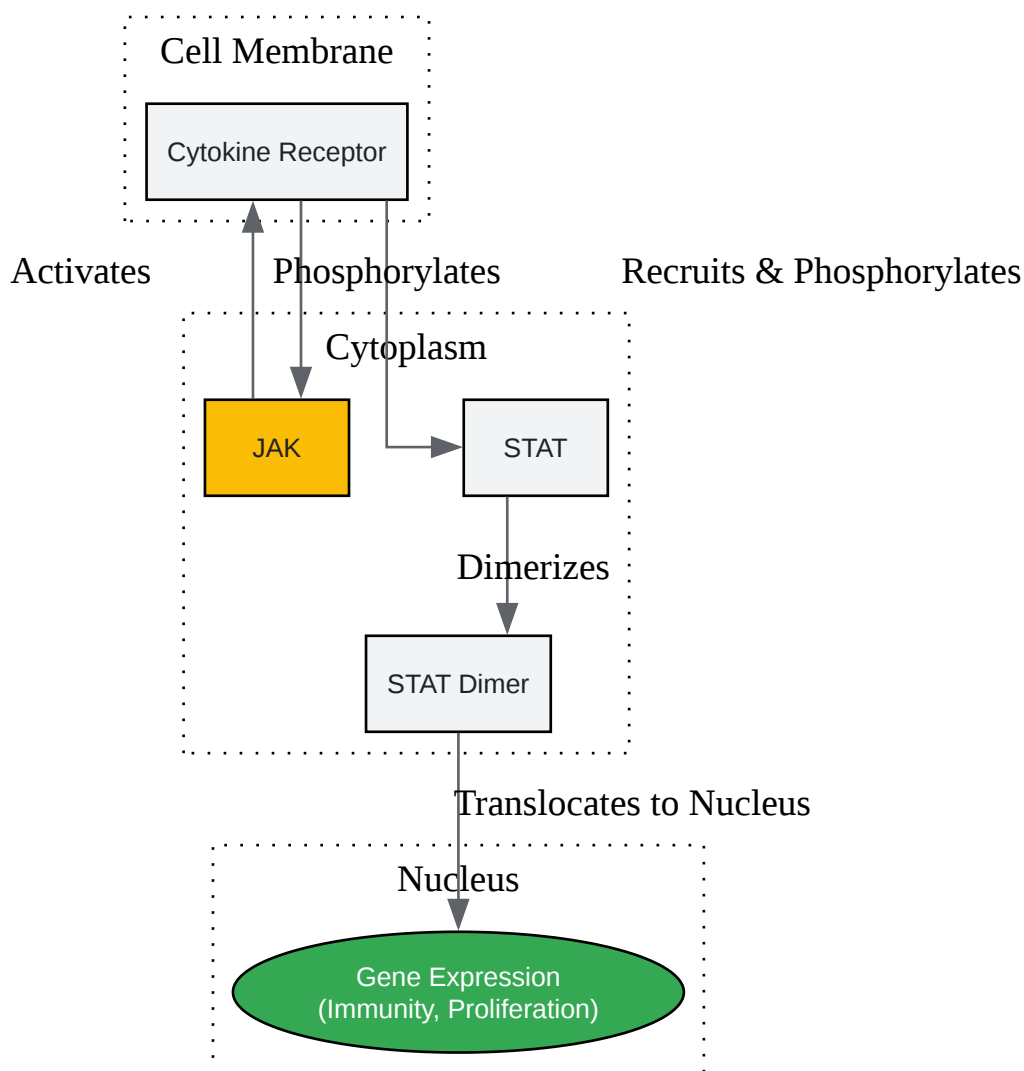 Cell Membrane
Cytokine Receptor
Activates
Phosphorylates
Recruits & Phosphorylates
Cytoplasm
JAK
STAT
Dimerizes
STAT Dimer
Translocates to Nucleus
Nucleus
Gene Expression
(Immunity, Proliferation)